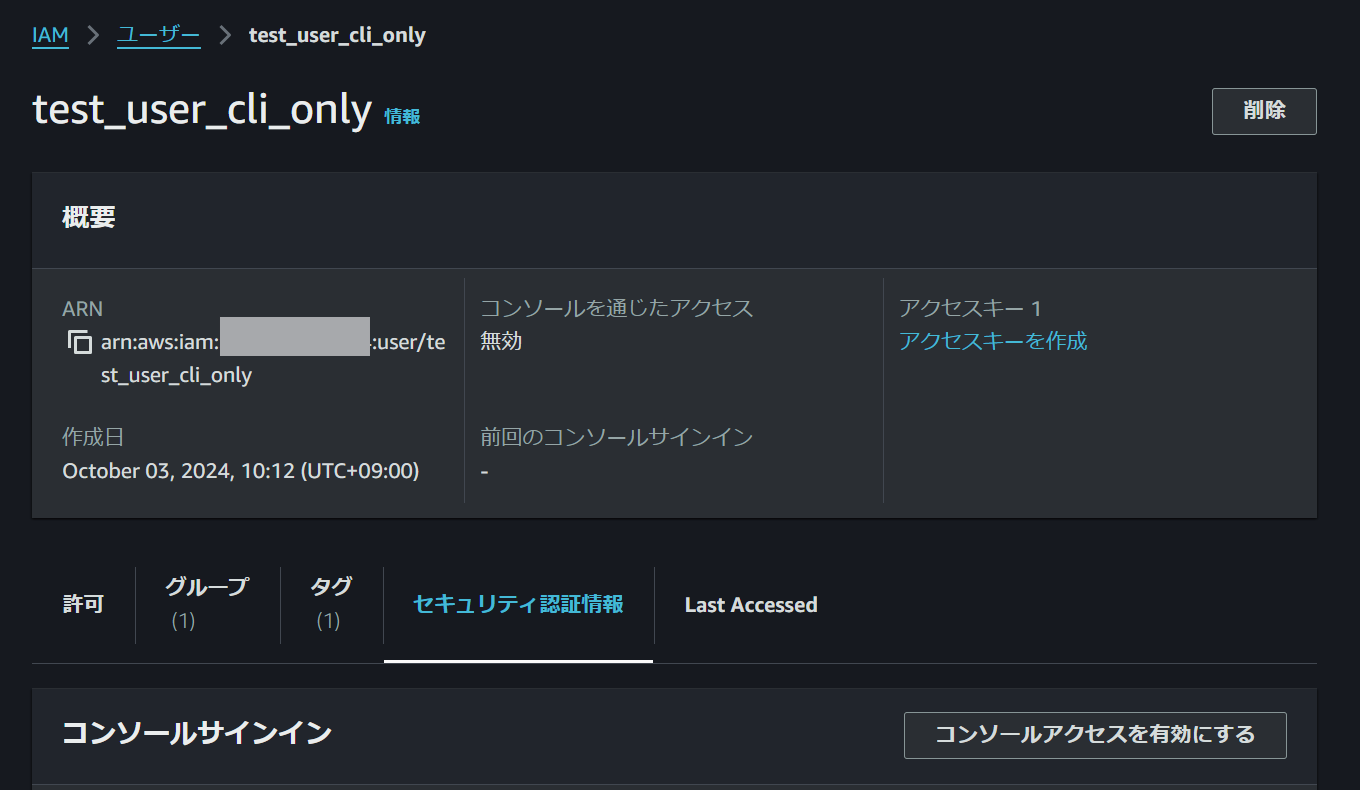 IAM > ユーザー > test_user_cli_only
test_user_cli_only 情報
削除
概要
ARN
arn:aws:iam: :user/te
st_user_cli_only
作成日
October 03, 2024, 10:12 (UTC+09:00)
コンソールを通じたアクセス
無効
前回のコンソールサインイン
-
アクセスキー 1
アクセスキーを作成
許可
グループ
(1)
タグ
(1)
セキュリティ認証情報
Last Accessed
コンソールサインイン
コンソールアクセスを有効にする